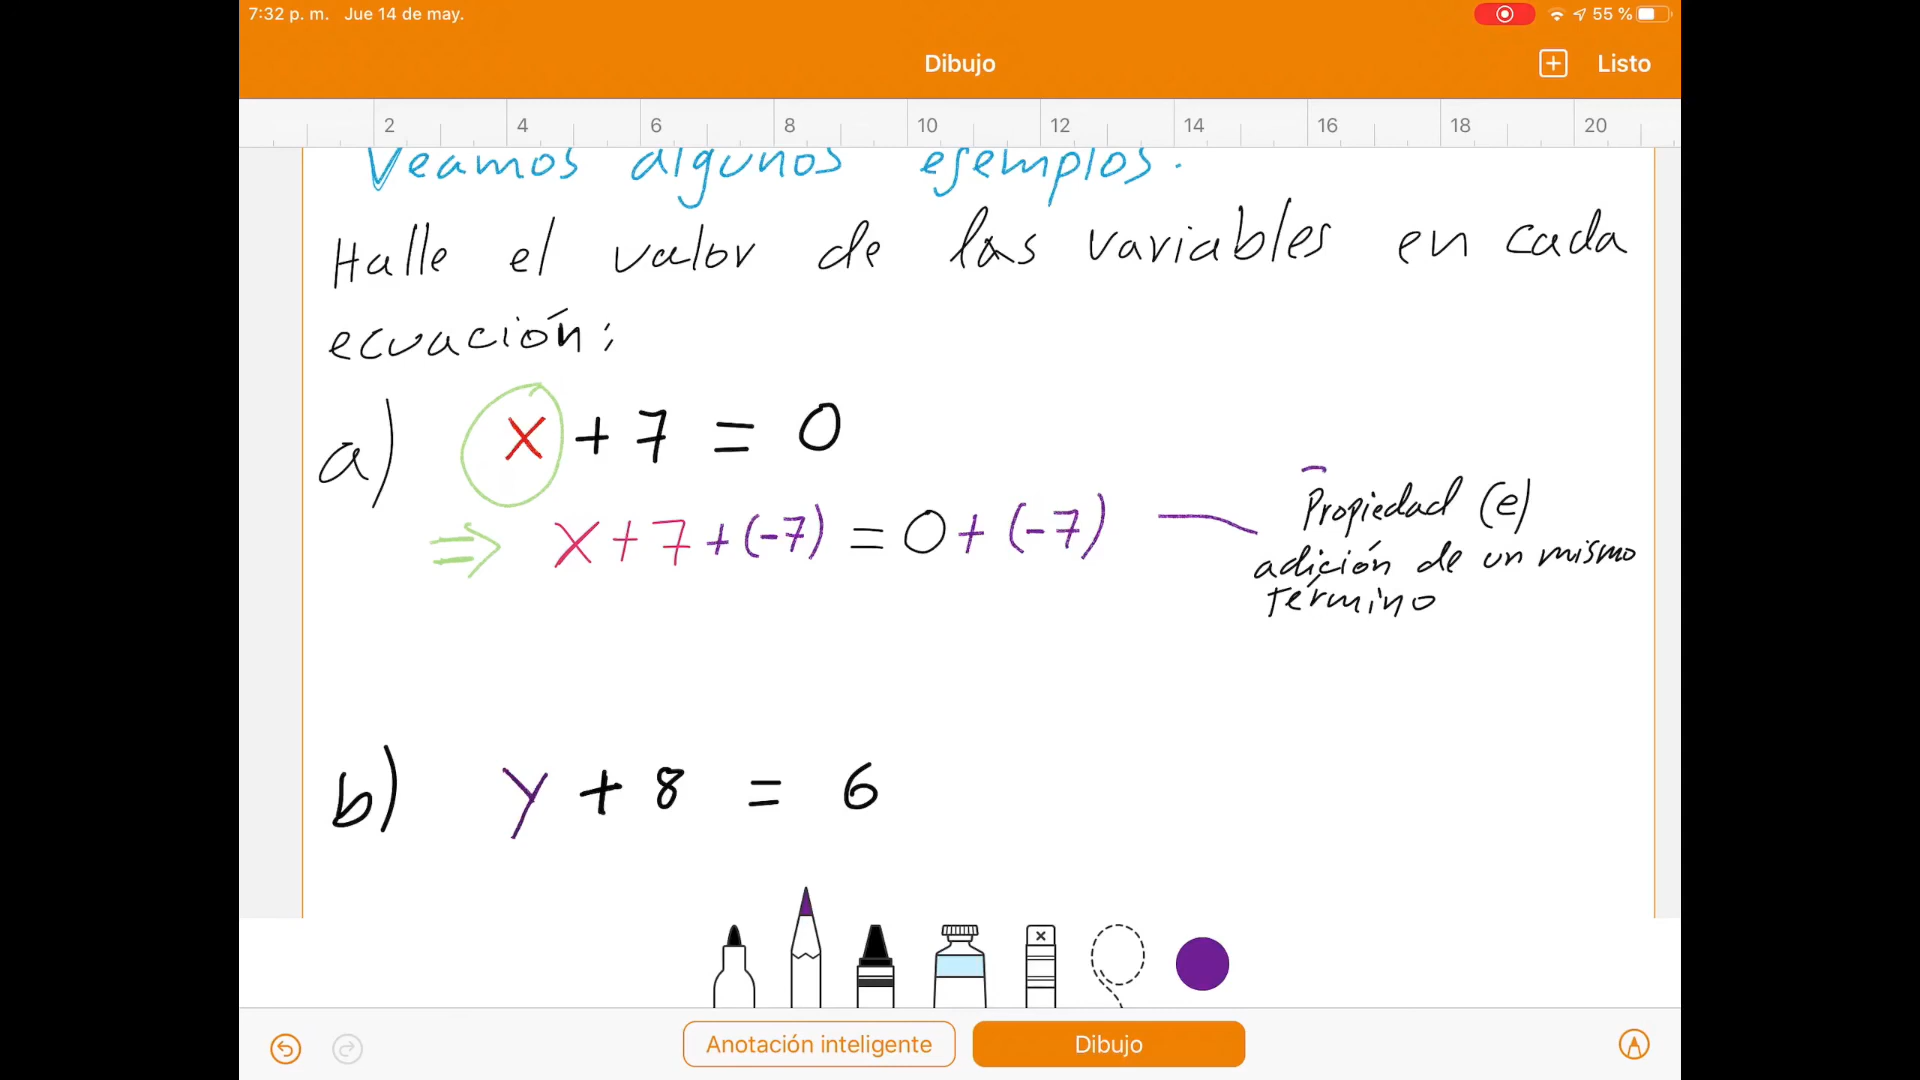 7:32 p. m. Jue 14 de may.
55 %
Dibujo
Listo
2 4 6 8 10 12 14 16 18 20
Veamos algunos ejemplos.
Halle el valor de las variables en cada
ecuación:
a) x + 7 = 0
⇒ x + 7 + (-7) = 0 + (-7)
Propiedad (e)
adición de un mismo
término
b) y + 8 = 6
Anotación inteligente
Dibujo